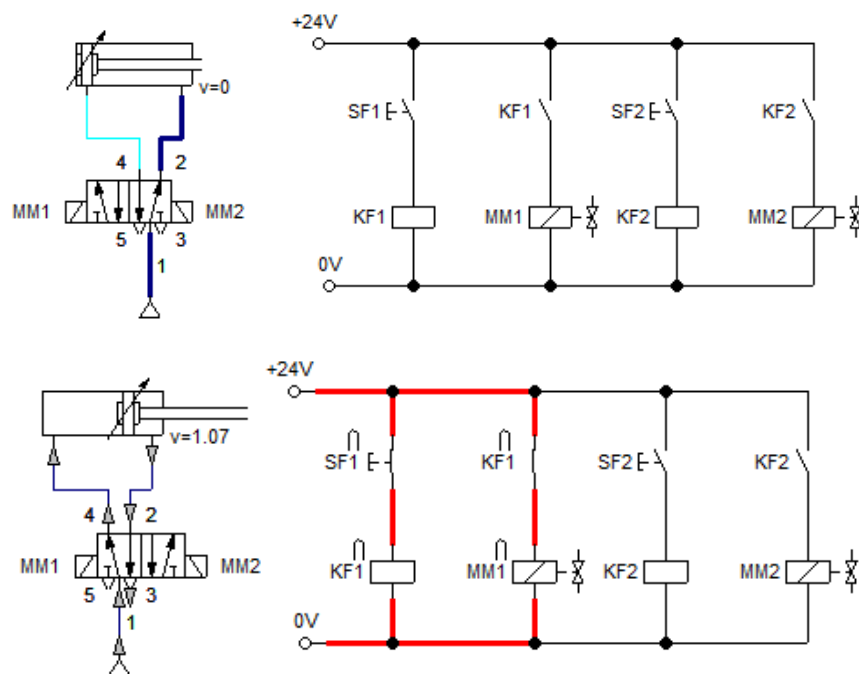 +24V
v=0
SF1 KF1 SF2 KF2
4 2
MM1 MM2
KF1 MM1 KF2 MM2
5 3
1
0V
+24V
v=1.07
SF1 KF1 SF2 KF2
4 2
MM1 MM2
KF1 MM1 KF2 MM2
5 3
1
0V